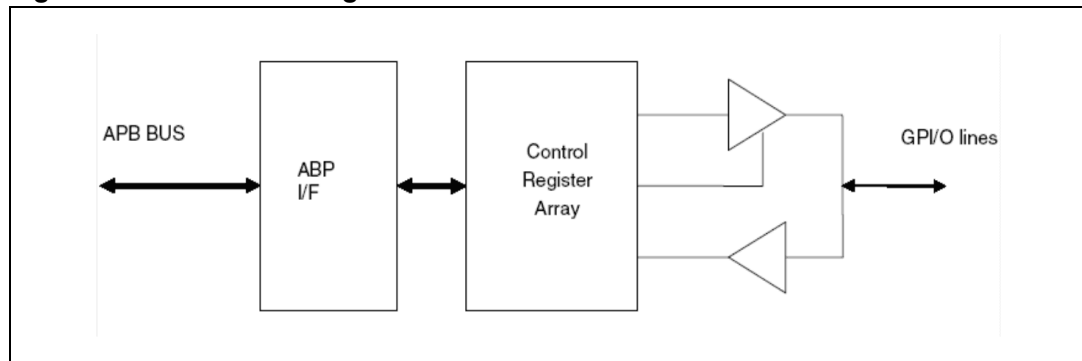 APB BUS
ABP
I/F
Control
Register
Array
GPI/O lines